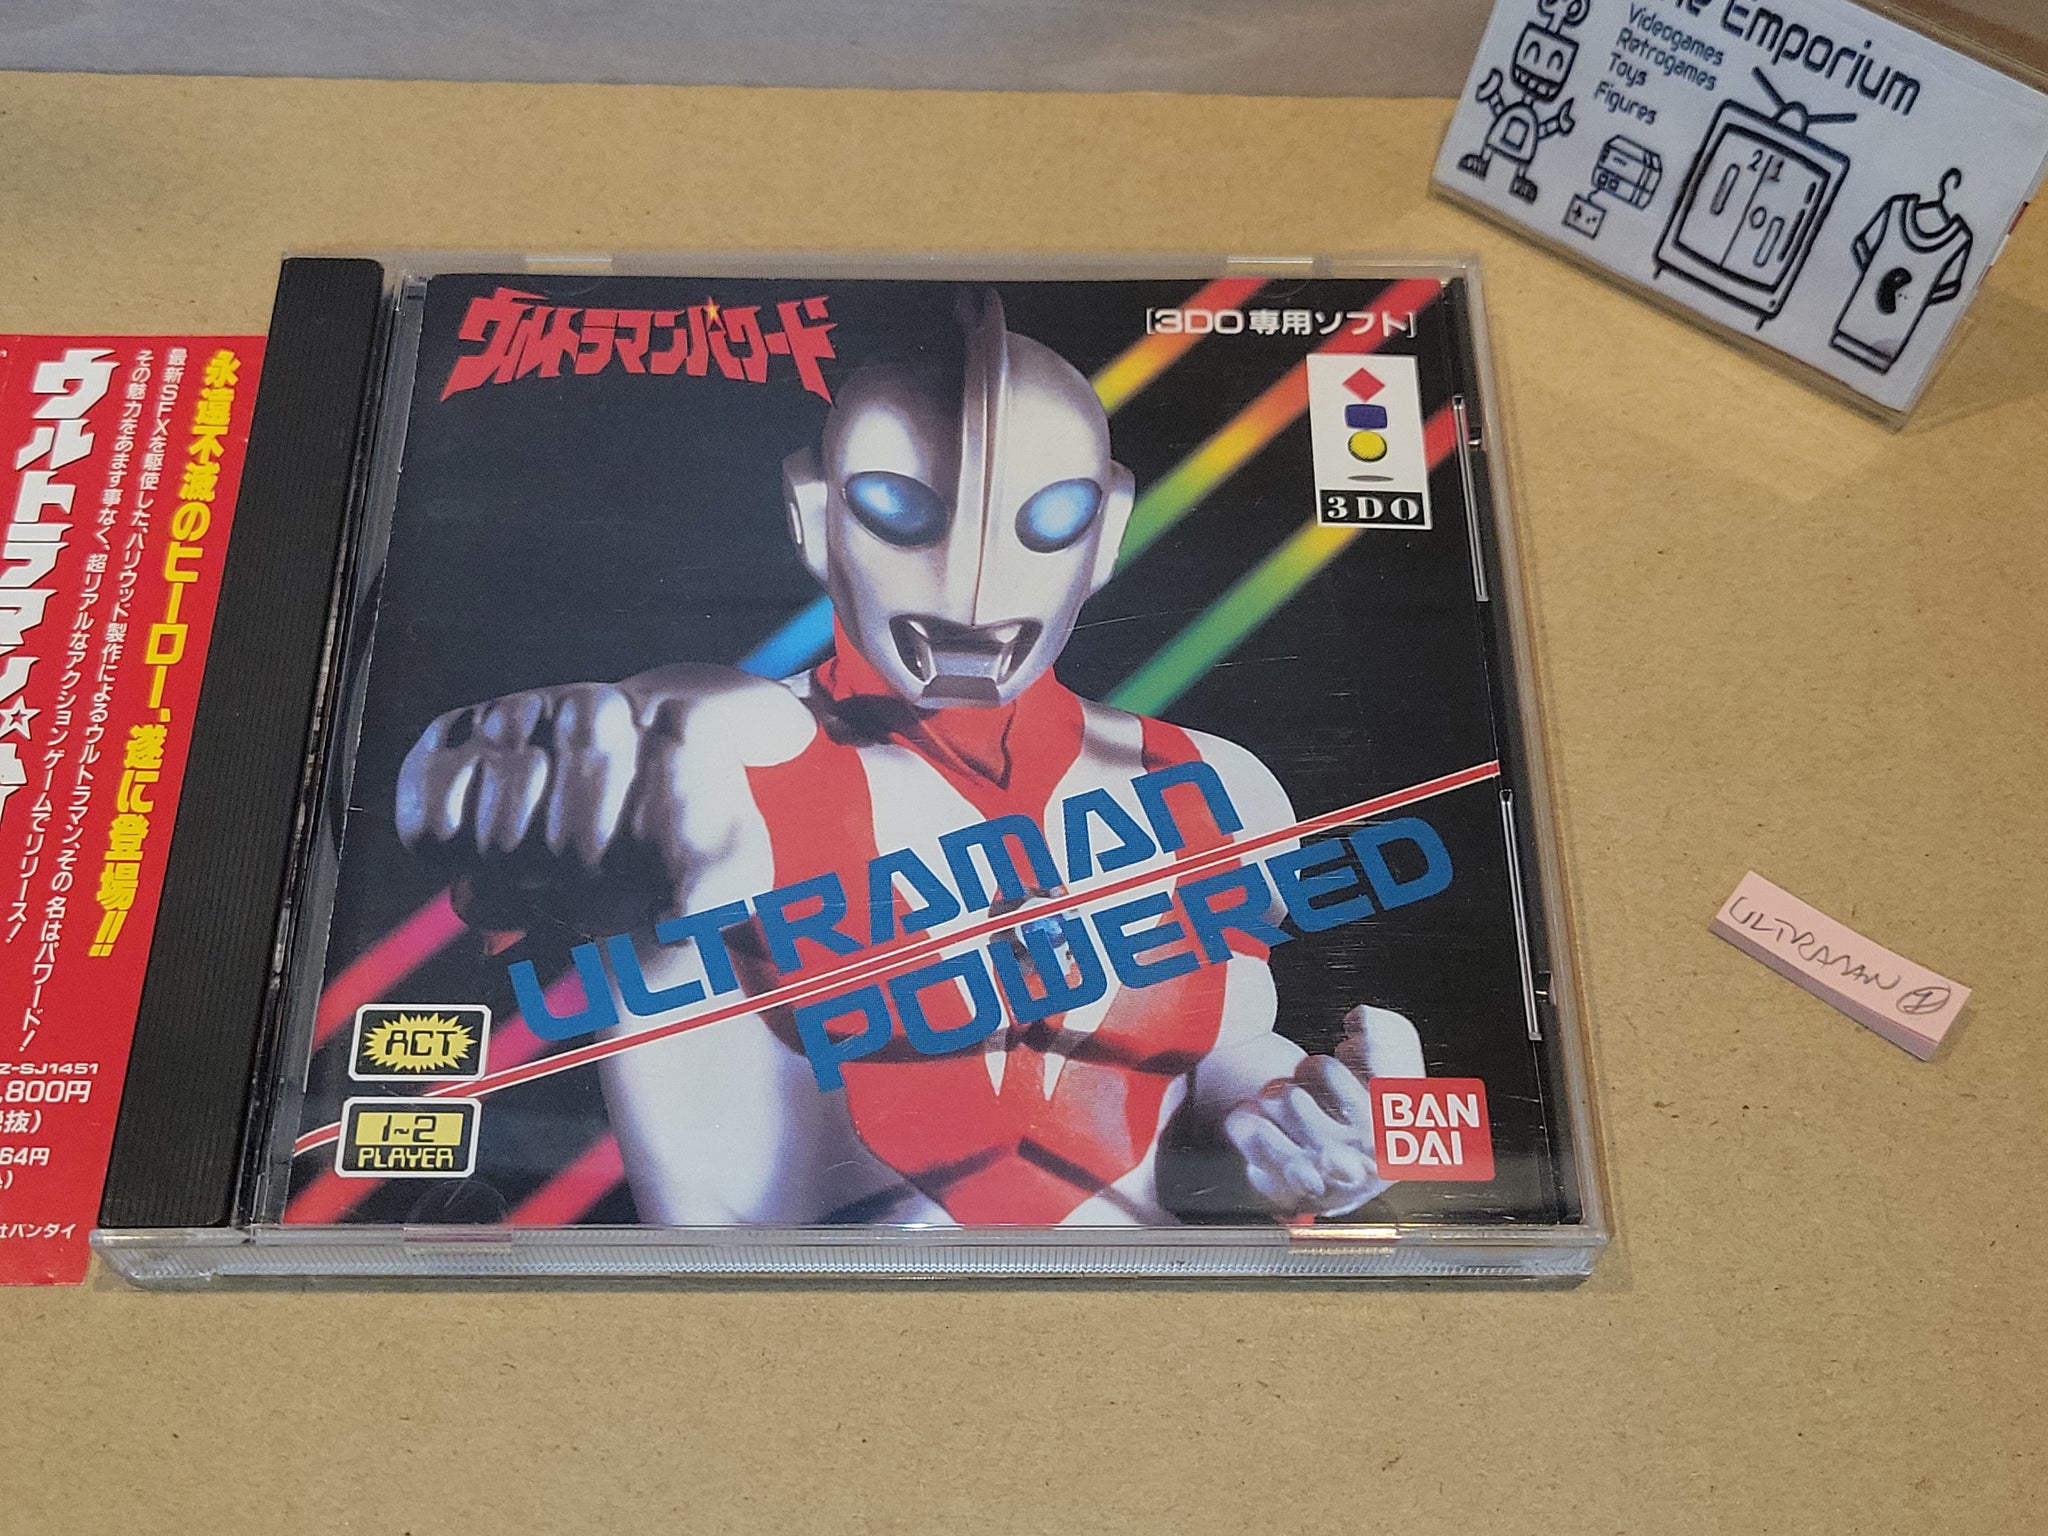 Emporium
Videogames
Retrogames
Toys
Figures
21
永遠不滅のヒーロー、遂に登場!!
最新SFXを駆使した、ハリウッド製作によるウルトラマン、その名はパワード!
その魅力をあます事なく、超リアルなアクションゲームでリリース!
ウルトラマン
Z-SJ1451
,800円
抜)
64円
バンダイ
ウルトラマンパワード
[3DO専用ソフト]
3DO
ULTRAMAN
POWERED
ACT
1~2
PLAYER
BAN
DAI
ULTRAMAN ①